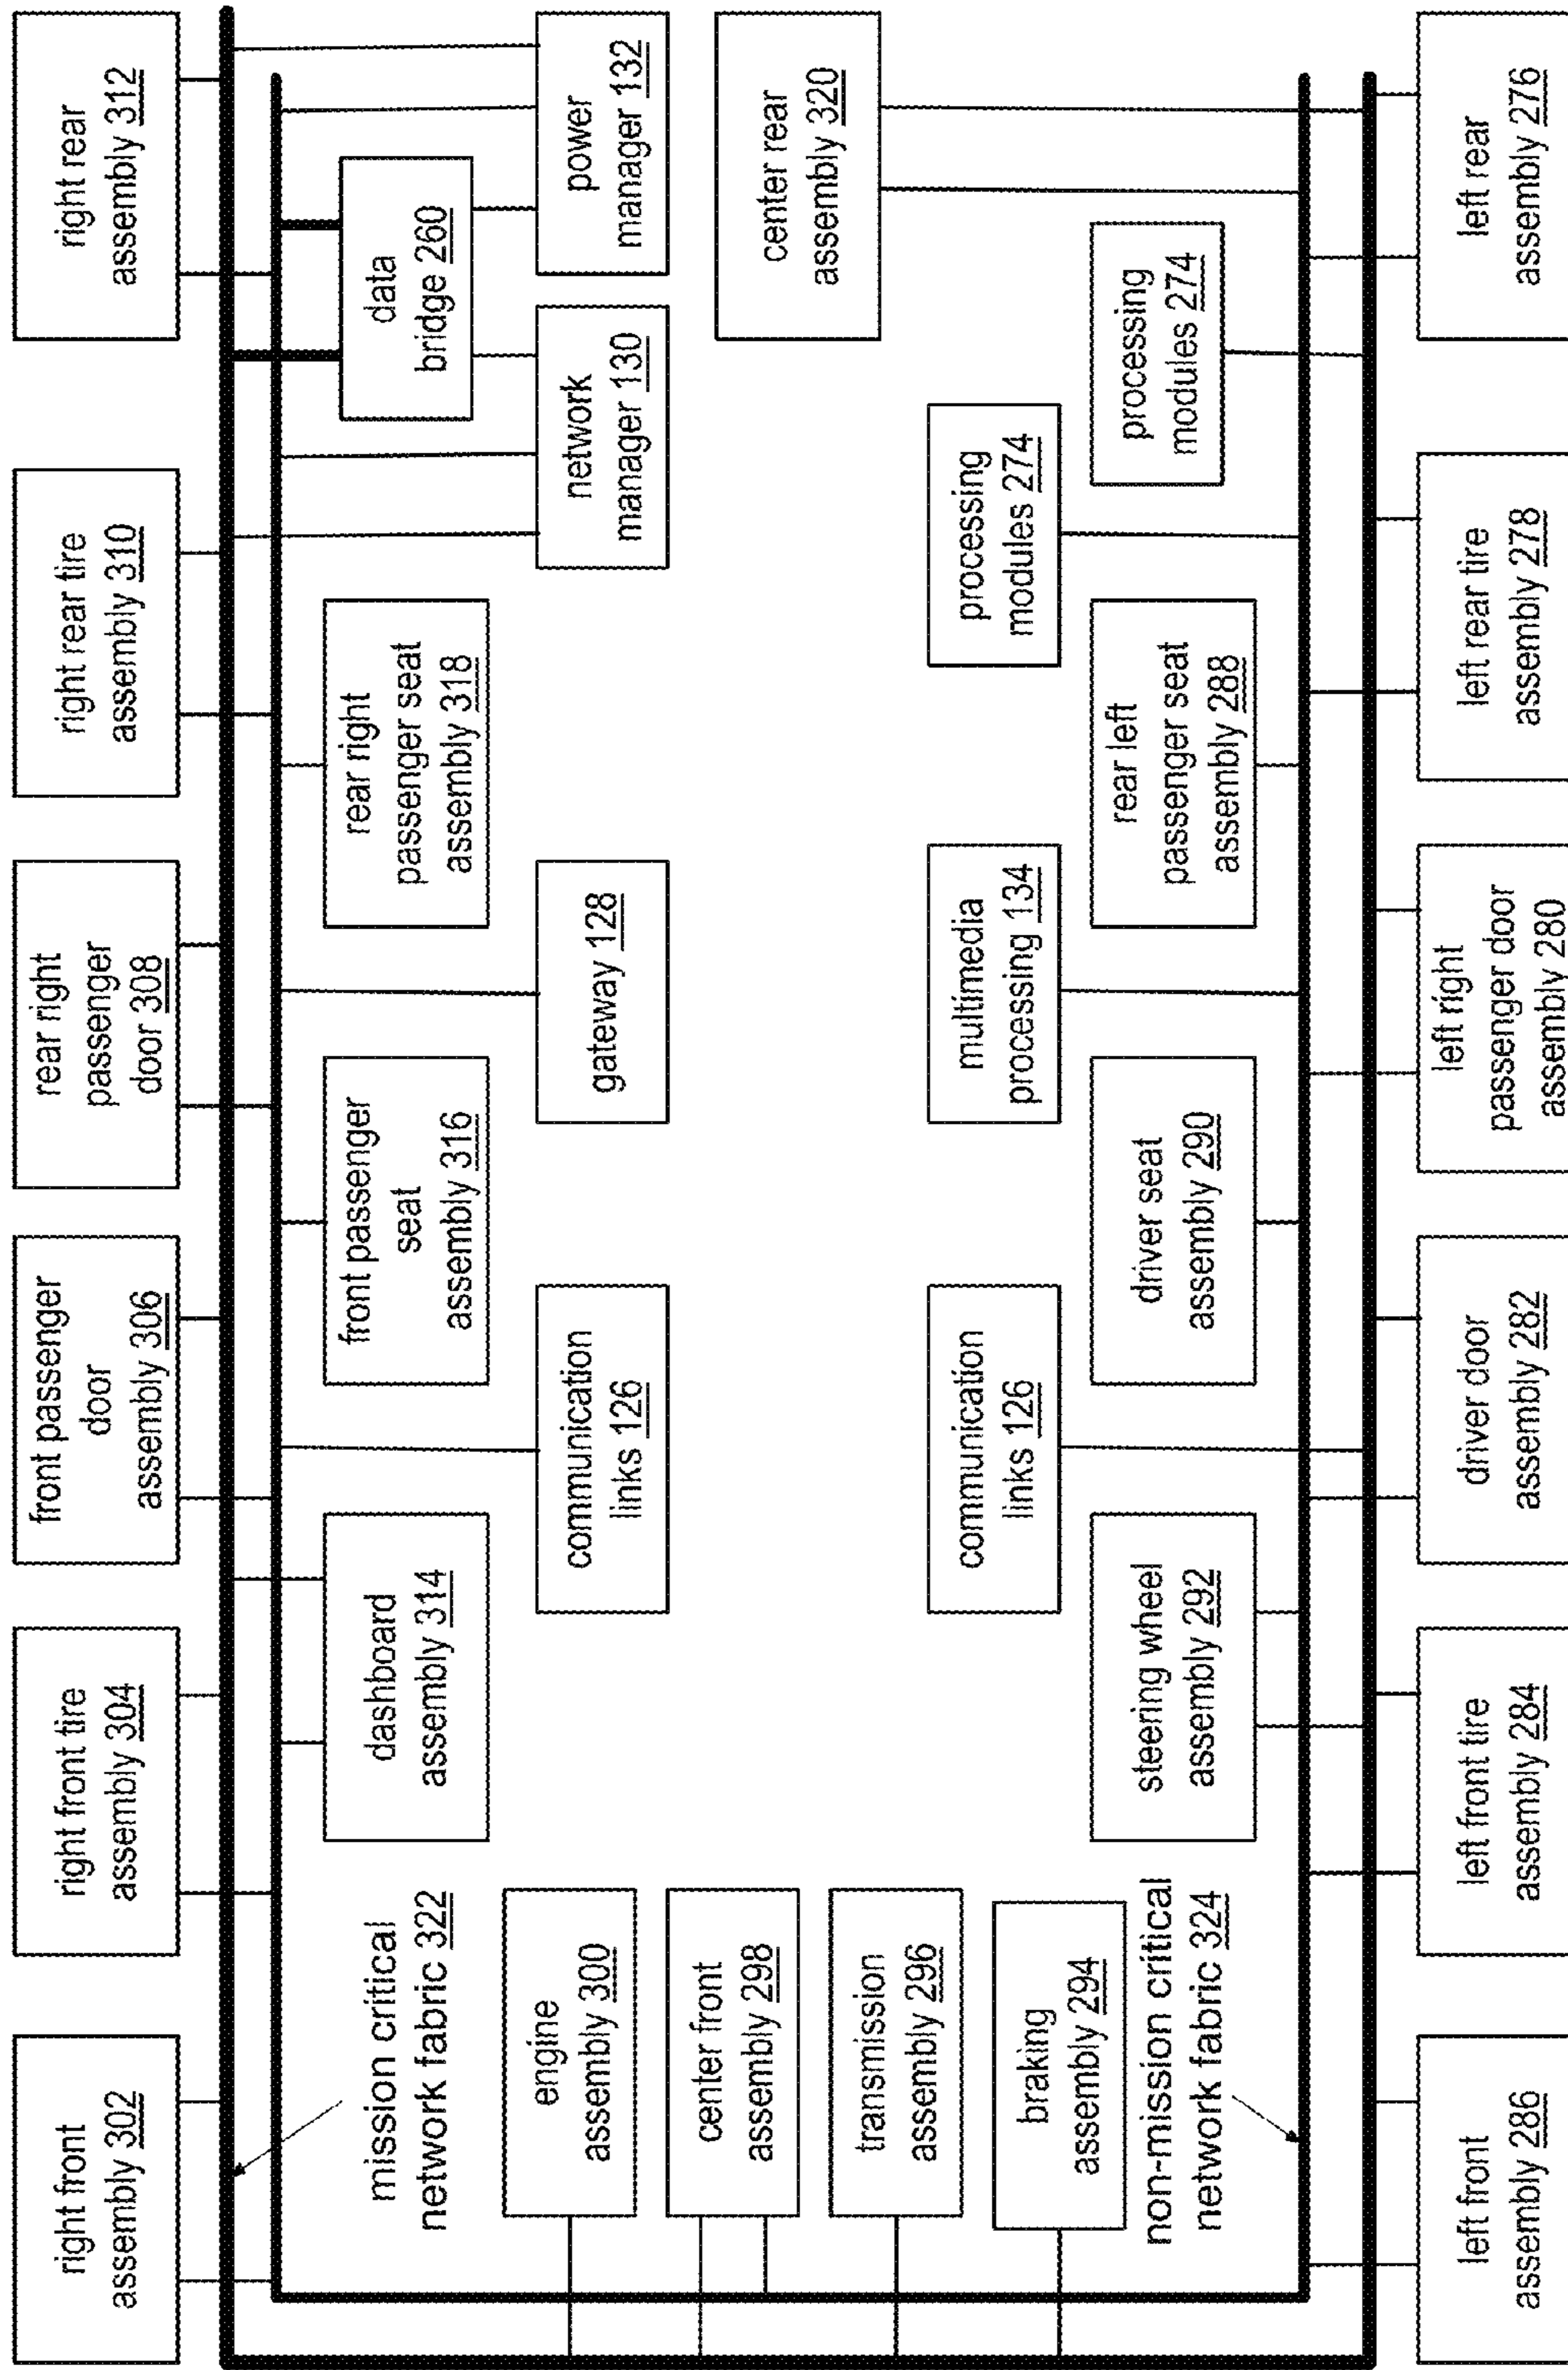 right front
assembly 302
right front tire
assembly 304
front passenger
door
assembly 306
rear right
passenger
door 308
right rear tire
assembly 310
right rear
assembly 312
mission critical
network fabric 322
dashboard
assembly 314
front passenger
seat
assembly 316
rear right
passenger seat
assembly 318
data
bridge 260
engine
assembly 300
communication
links 126
gateway 128
network
manager 130
power
manager 132
center front
assembly 298
center rear
assembly 320
transmission
assembly 296
communication
links 126
multimedia
processing 134
processing
modules 274
braking
assembly 294
steering wheel
assembly 292
driver seat
assembly 290
rear left
passenger seat
assembly 288
processing
modules 274
non-mission critical
network fabric 324
left front
assembly 286
left front tire
assembly 284
driver door
assembly 282
left right
passenger door
assembly 280
left rear tire
assembly 278
left rear
assembly 276